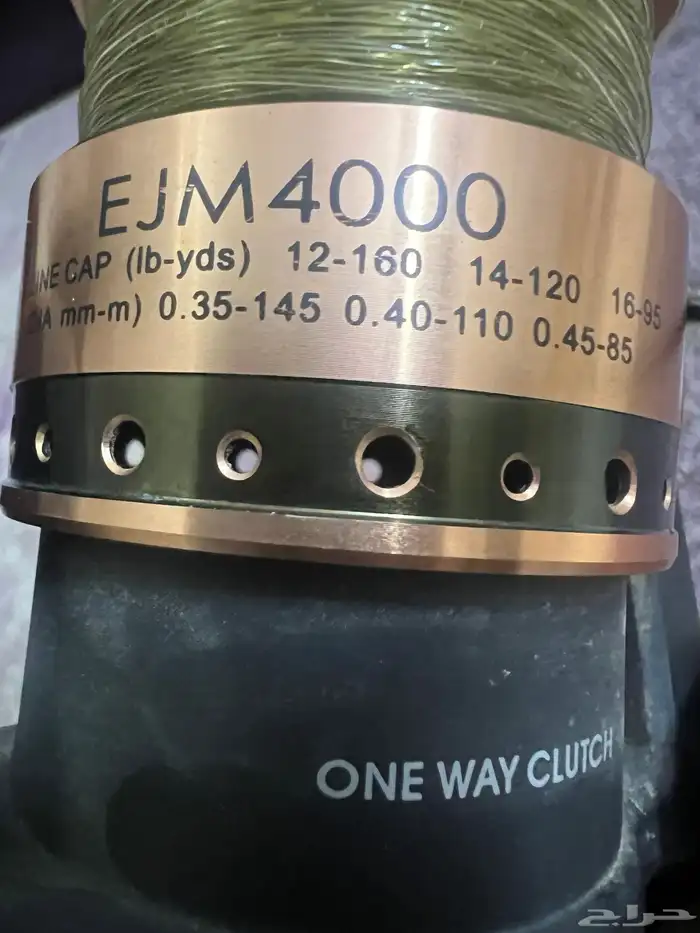 EJM4000
LINE CAP (lb-yds) 12-160 14-120 16-95
mm-m) 0.35-145 0.40-110 0.45-85
ONE WAY CLUTCH
حراج